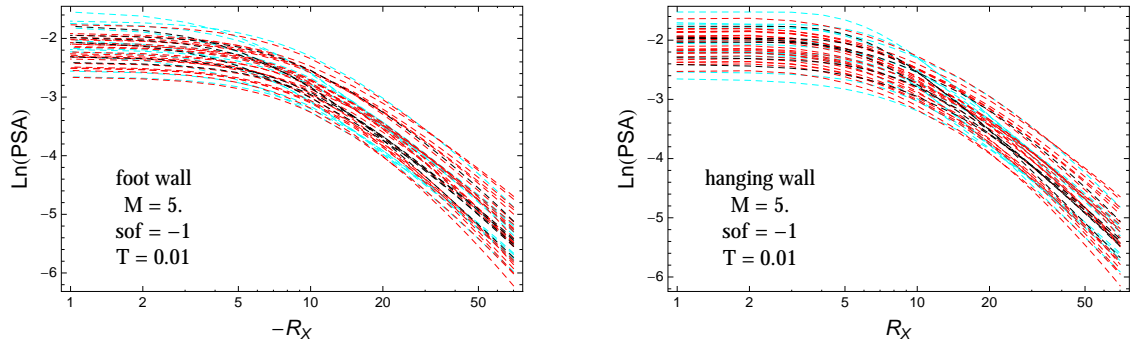 Ln(PSA)
−2
−3
−4
−5
−6
foot wall
M = 5.
sof = −1
T = 0.01
1 2 5 10 20 50
−R_X
Ln(PSA)
−2
−3
−4
−5
−6
hanging wall
M = 5.
sof = −1
T = 0.01
1 2 5 10 20 50
R_X